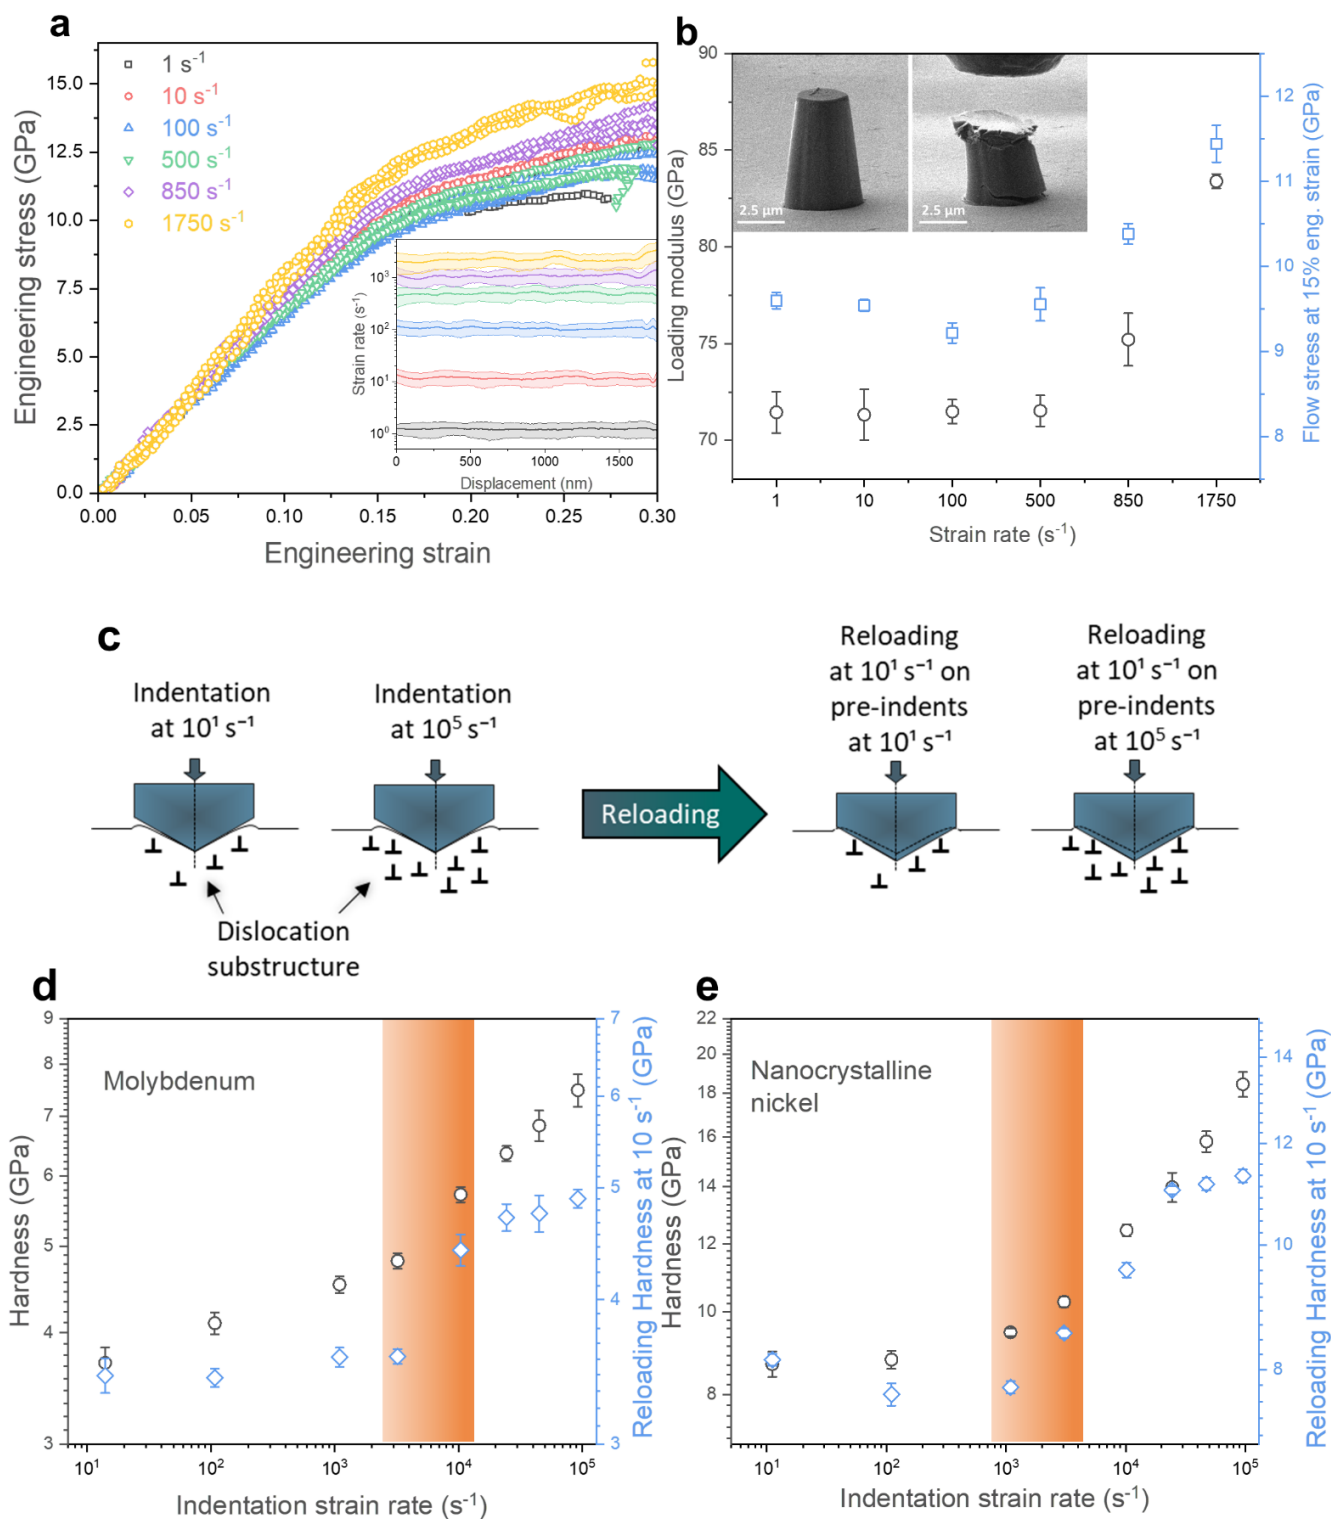 a
1 s⁻¹
10 s⁻¹
100 s⁻¹
500 s⁻¹
850 s⁻¹
1750 s⁻¹
Engineering stress (GPa)
15.0
12.5
10.0
7.5
5.0
2.5
0.0
0.00 0.05 0.10 0.15 0.20 0.25 0.30
Engineering strain
Strain rate (s⁻¹)
10³
10²
10¹
10⁰
0 500 1000 1500
Displacement (nm)
b
Loading modulus (GPa)
90
85
80
75
70
2.5 µm
2.5 µm
12
11
10
9
8
Flow stress at 15% eng. strain (GPa)
1 10 100 500 850 1750
Strain rate (s⁻¹)
c
Indentation
at 10¹ s⁻¹
Indentation
at 10⁵ s⁻¹
Dislocation
substructure
Reloading
Reloading
at 10¹ s⁻¹ on
pre-indents
at 10¹ s⁻¹
Reloading
at 10¹ s⁻¹ on
pre-indents
at 10⁵ s⁻¹
d
Molybdenum
Hardness (GPa)
9
8
7
6
5
4
3
7
6
5
4
3
Reloading Hardness at 10 s⁻¹ (GPa)
10¹ 10² 10³ 10⁴ 10⁵
Indentation strain rate (s⁻¹)
e
Nanocrystalline
nickel
Hardness (GPa)
22
20
18
16
14
12
10
8
14
12
10
8
Reloading Hardness at 10 s⁻¹ (GPa)
10¹ 10² 10³ 10⁴ 10⁵
Indentation strain rate (s⁻¹)